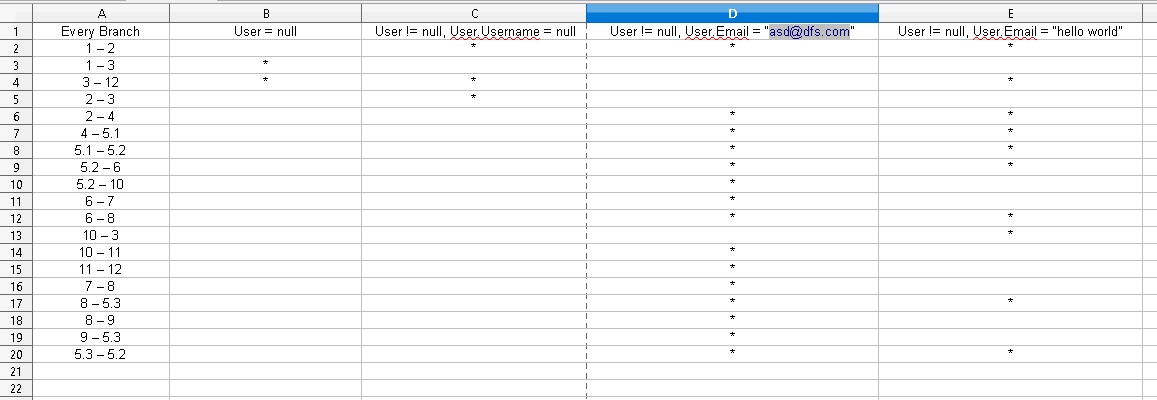 A B C D E
1 Every Branch User = null User != null, User.Username = null User != null, User.Email = "asd@dfs.com" User != null, User.Email = "hello world"
2 1 – 2 * * *
3 1 – 3 *
4 3 – 12 * * *
5 2 – 3 *
6 2 – 4 * *
7 4 – 5.1 * *
8 5.1 – 5.2 * *
9 5.2 – 6 * *
10 5.2 – 10 *
11 6 – 7 *
12 6 – 8 * *
13 10 – 3 *
14 10 – 11 *
15 11 – 12 *
16 7 – 8 *
17 8 – 5.3 * *
18 8 – 9 *
19 9 – 5.3 *
20 5.3 – 5.2 * *
21
22